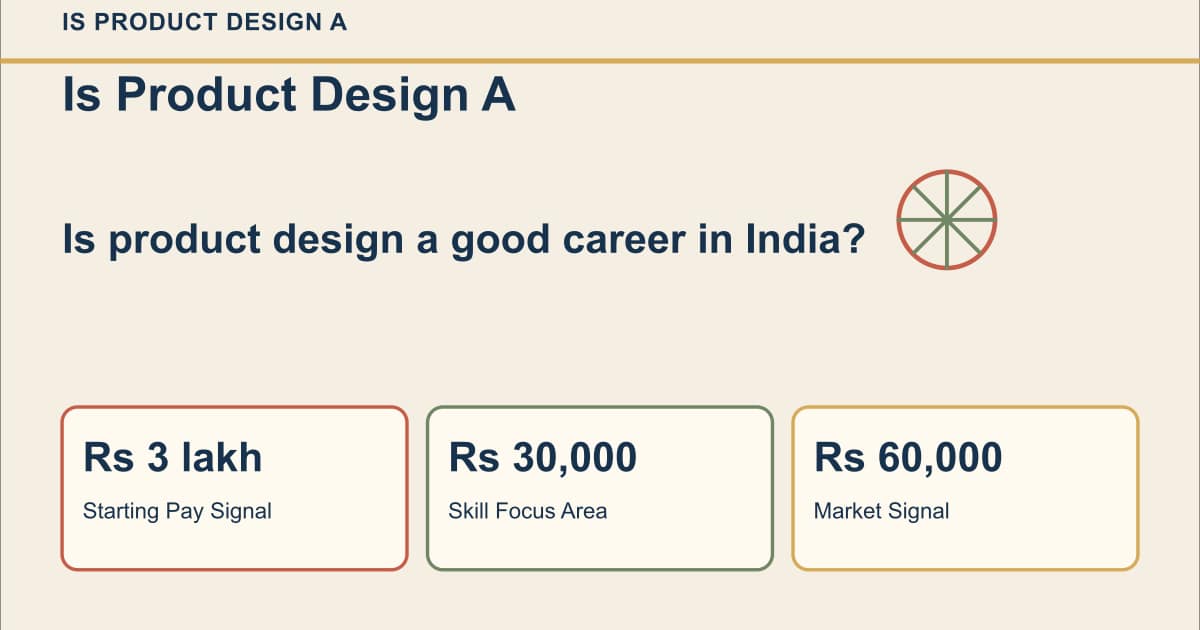 IS PRODUCT DESIGN A
Is Product Design A
Is product design a good career in India?
Rs 3 lakh
Starting Pay Signal
Rs 30,000
Skill Focus Area
Rs 60,000
Market Signal